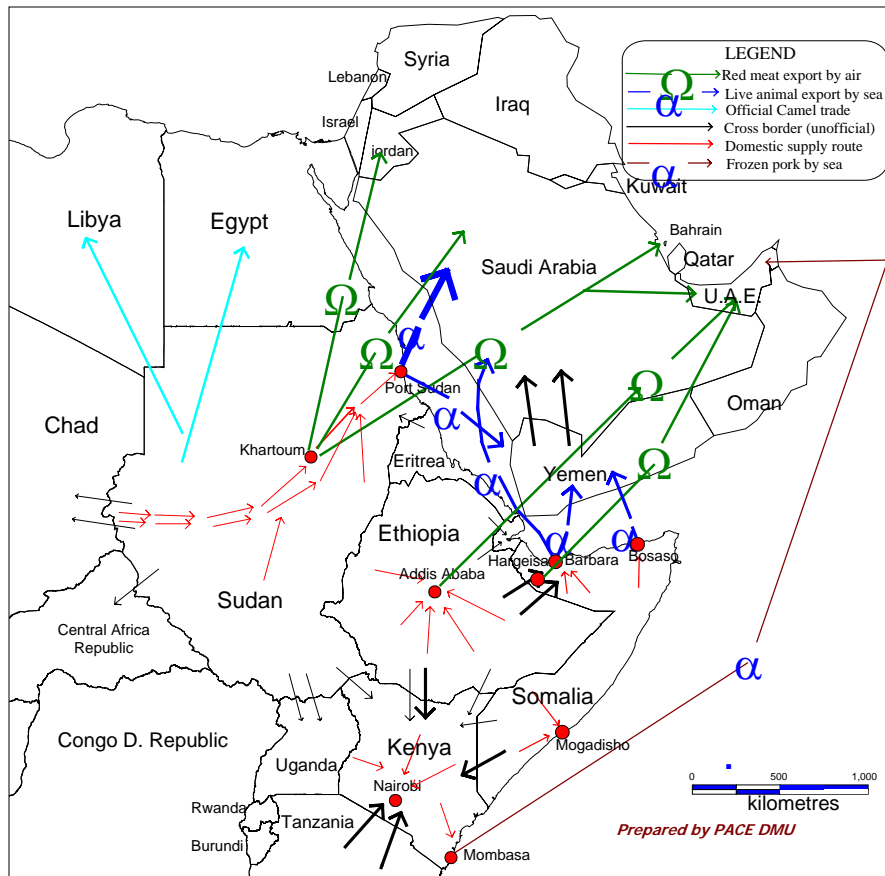 LEGEND
Red meat export by air
Ω
Live animal export by sea
α
Official Camel trade
Cross border (unofficial)
Domestic supply route
Frozen pork by sea
α
Syria
Lebanon
Iraq
Israel
jordan
Kuwait
Libya
Egypt
Bahrain
Qatar
Saudi Arabia
U.A.E.
Ω
α
Ω
Ω
Port Sudan
Ω
Oman
Chad
α
Khartoum
Eritrea
Yemen
Ω
α
Ethiopia
α
α
Hargeisa
Barbara
Bosaso
Addis Ababa
Sudan
Central Africa
Republic
α
Somalia
Congo D. Republic
Kenya
Mogadisho
Uganda
Nairobi
Rwanda
Tanzania
Burundi
Mombasa
0 500 1,000
kilometres
Prepared by PACE DMU